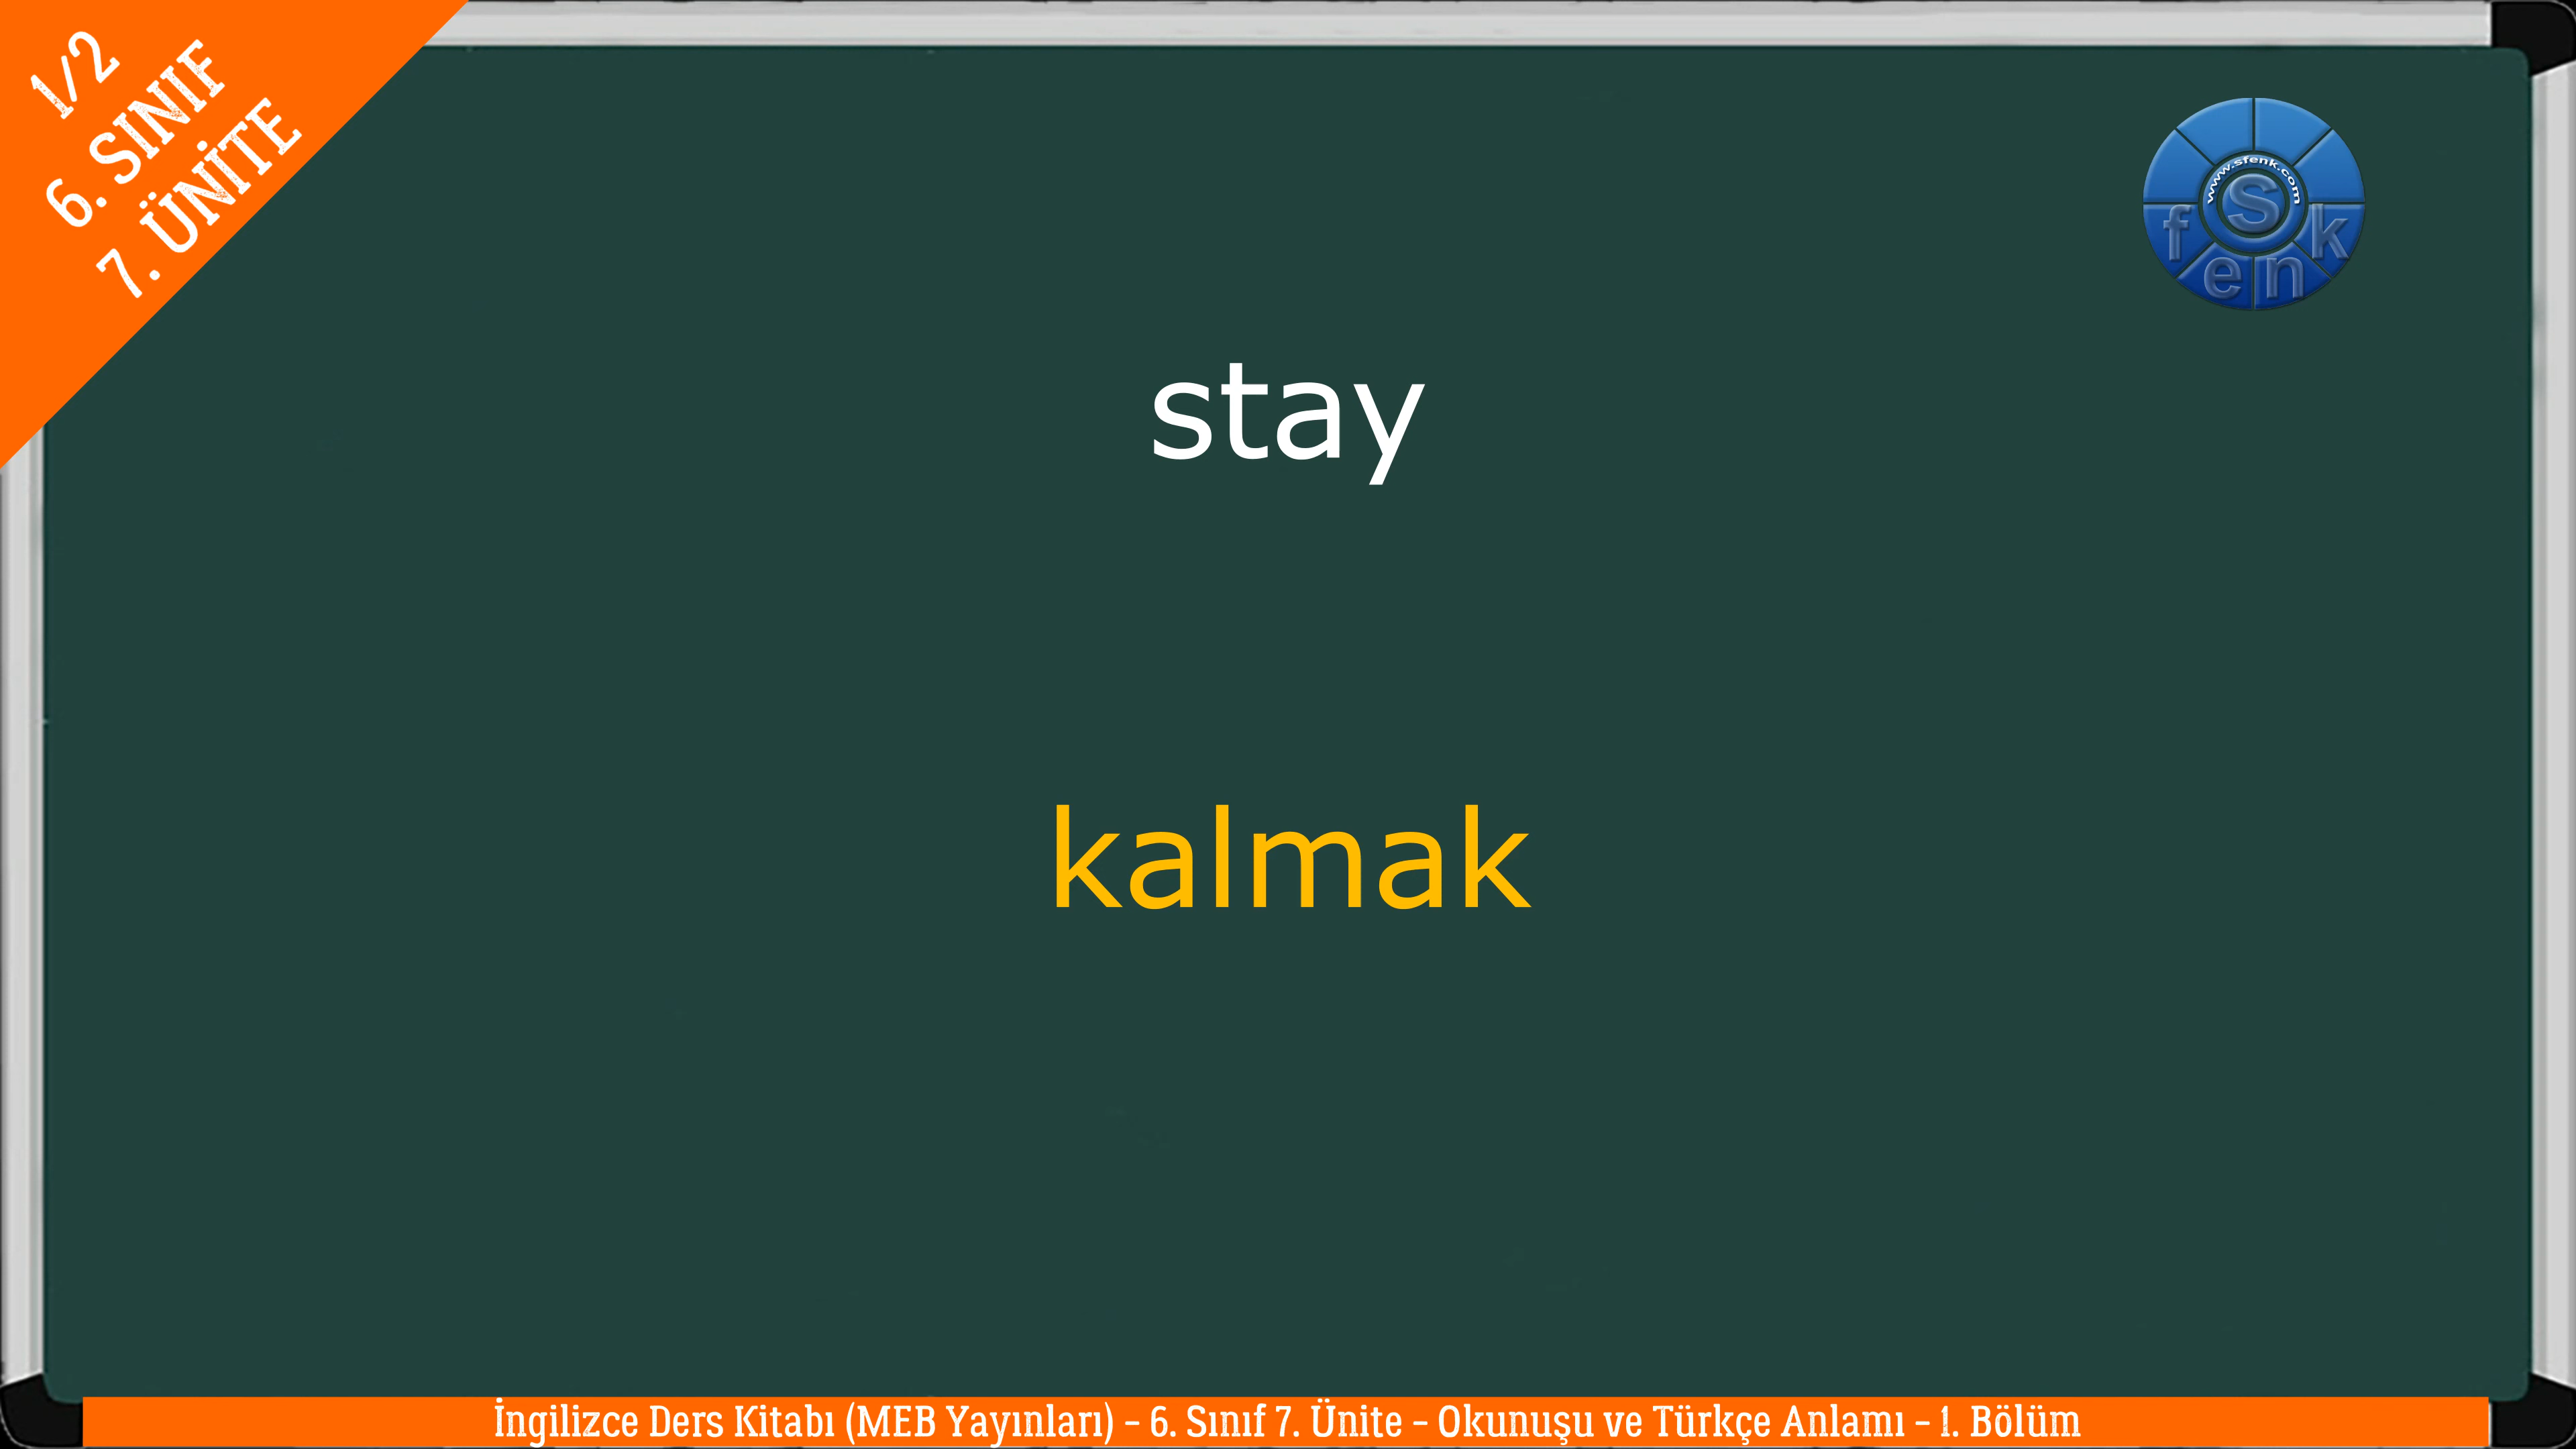 1/2
6. SINIF
7. ÜNİTE
www.sfenk.com
S
f e n k
stay
kalmak
İngilizce Ders Kitabı (MEB Yayınları) – 6. Sınıf 7. Ünite – Okunuşu ve Türkçe Anlamı – 1. Bölüm